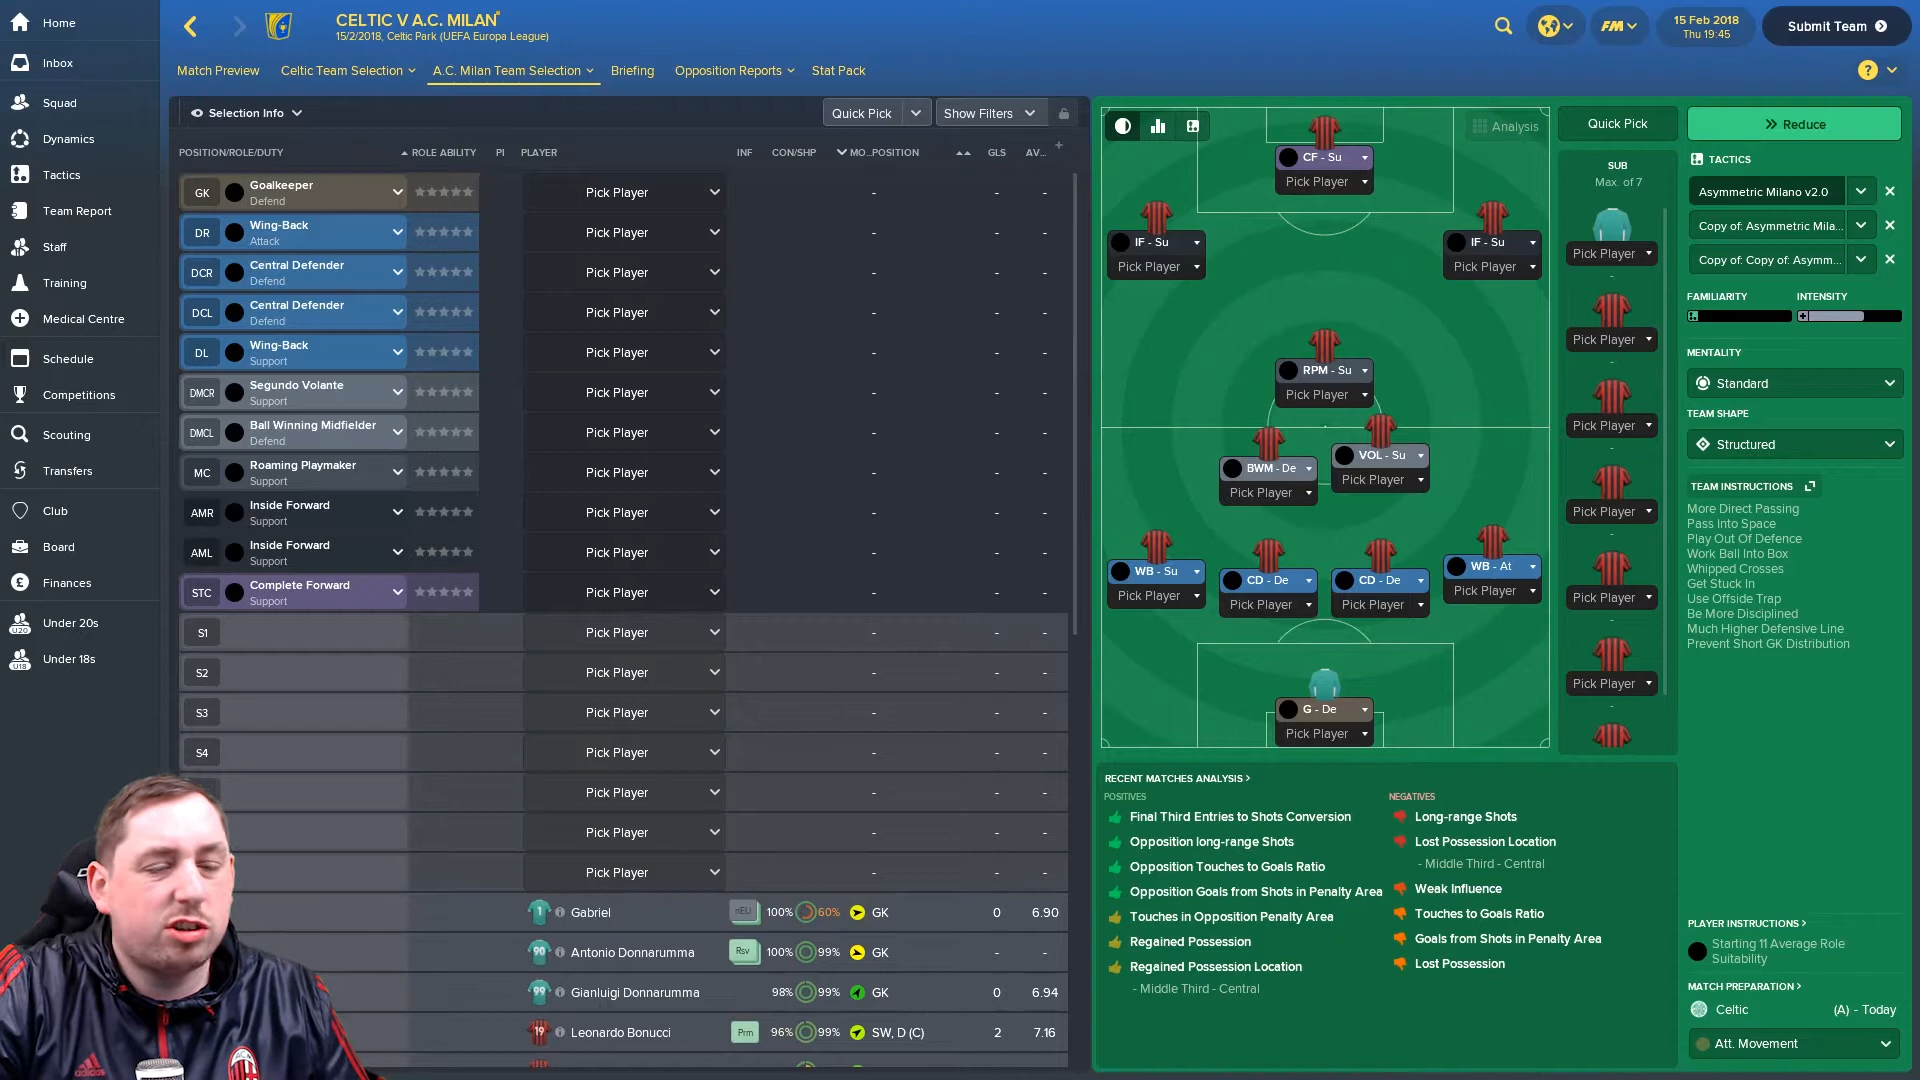 Home
Inbox
Squad
Dynamics
Tactics
Team Report
Staff
Training
Medical Centre
Schedule
Competitions
Scouting
Transfers
Club
Board
Finances
U20
Under 20s
U18
Under 18s
CELTIC V A.C. MILAN*
15/2/2018, Celtic Park (UEFA Europa League)
FM
15 Feb 2018
Thu 19:45
Submit Team
Match Preview
Celtic Team Selection
A.C. Milan Team Selection
Briefing
Opposition Reports
Stat Pack
?
Selection Info
Quick Pick
Show Filters
POSITION/ROLE/DUTY
ROLE ABILITY
PI
PLAYER
INF
CON/SHP
MO...
POSITION
GLS
AV...
+
GK Goalkeeper Pick Player - - -
Defend
DR Wing-Back Pick Player - - -
Attack
DCR Central Defender Pick Player - - -
Defend
DCL Central Defender Pick Player - - -
Defend
DL Wing-Back Pick Player - - -
Support
DMCR Segundo Volante Pick Player - - -
Support
DMCL Ball Winning Midfielder Pick Player - - -
Defend
MC Roaming Playmaker Pick Player - - -
Support
AMR Inside Forward Pick Player - - -
Support
AML Inside Forward Pick Player - - -
Support
STC Complete Forward Pick Player - - -
Support
S1 Pick Player - - -
S2 Pick Player - - -
S3 Pick Player - - -
S4 Pick Player - - -
Pick Player - - -
Pick Player - - -
Pick Player - - -
1 Gabriel nEU 100% 60% GK 0 6.90
90 Antonio Donnarumma Rsv 100% 99% GK - -
99 Gianluigi Donnarumma 98% 99% GK 0 6.94
19 Leonardo Bonucci Prm 96% 99% SW, D (C) 2 7.16
Analysis
CF - Su
Pick Player
IF - Su
Pick Player
IF - Su
Pick Player
RPM - Su
Pick Player
VOL - Su
Pick Player
BWM - De
Pick Player
WB - Su
Pick Player
CD - De
Pick Player
CD - De
Pick Player
WB - At
Pick Player
G - De
Pick Player
Quick Pick
SUB
Max. of 7
Pick Player
-
Pick Player
-
Pick Player
-
Pick Player
-
Pick Player
-
Pick Player
-
Reduce
TACTICS
Asymmetric Milano v2.0
Copy of: Asymmetric Mila...
Copy of: Copy of: Asymm...
FAMILIARITY
INTENSITY
MENTALITY
Standard
TEAM SHAPE
Structured
TEAM INSTRUCTIONS
More Direct Passing
Pass Into Space
Play Out Of Defence
Work Ball Into Box
Whipped Crosses
Get Stuck In
Use Offside Trap
Be More Disciplined
Much Higher Defensive Line
Prevent Short GK Distribution
PLAYER INSTRUCTIONS >
Starting 11 Average Role
Suitability
MATCH PREPARATION >
Celtic (A) - Today
Att. Movement
RECENT MATCHES ANALYSIS >
POSITIVES
Final Third Entries to Shots Conversion
Opposition long-range Shots
Opposition Touches to Goals Ratio
Opposition Goals from Shots in Penalty Area
Touches in Opposition Penalty Area
Regained Possession
Regained Possession Location
- Middle Third - Central
NEGATIVES
Long-range Shots
Lost Possession Location
- Middle Third - Central
Weak Influence
Touches to Goals Ratio
Goals from Shots in Penalty Area
Lost Possession